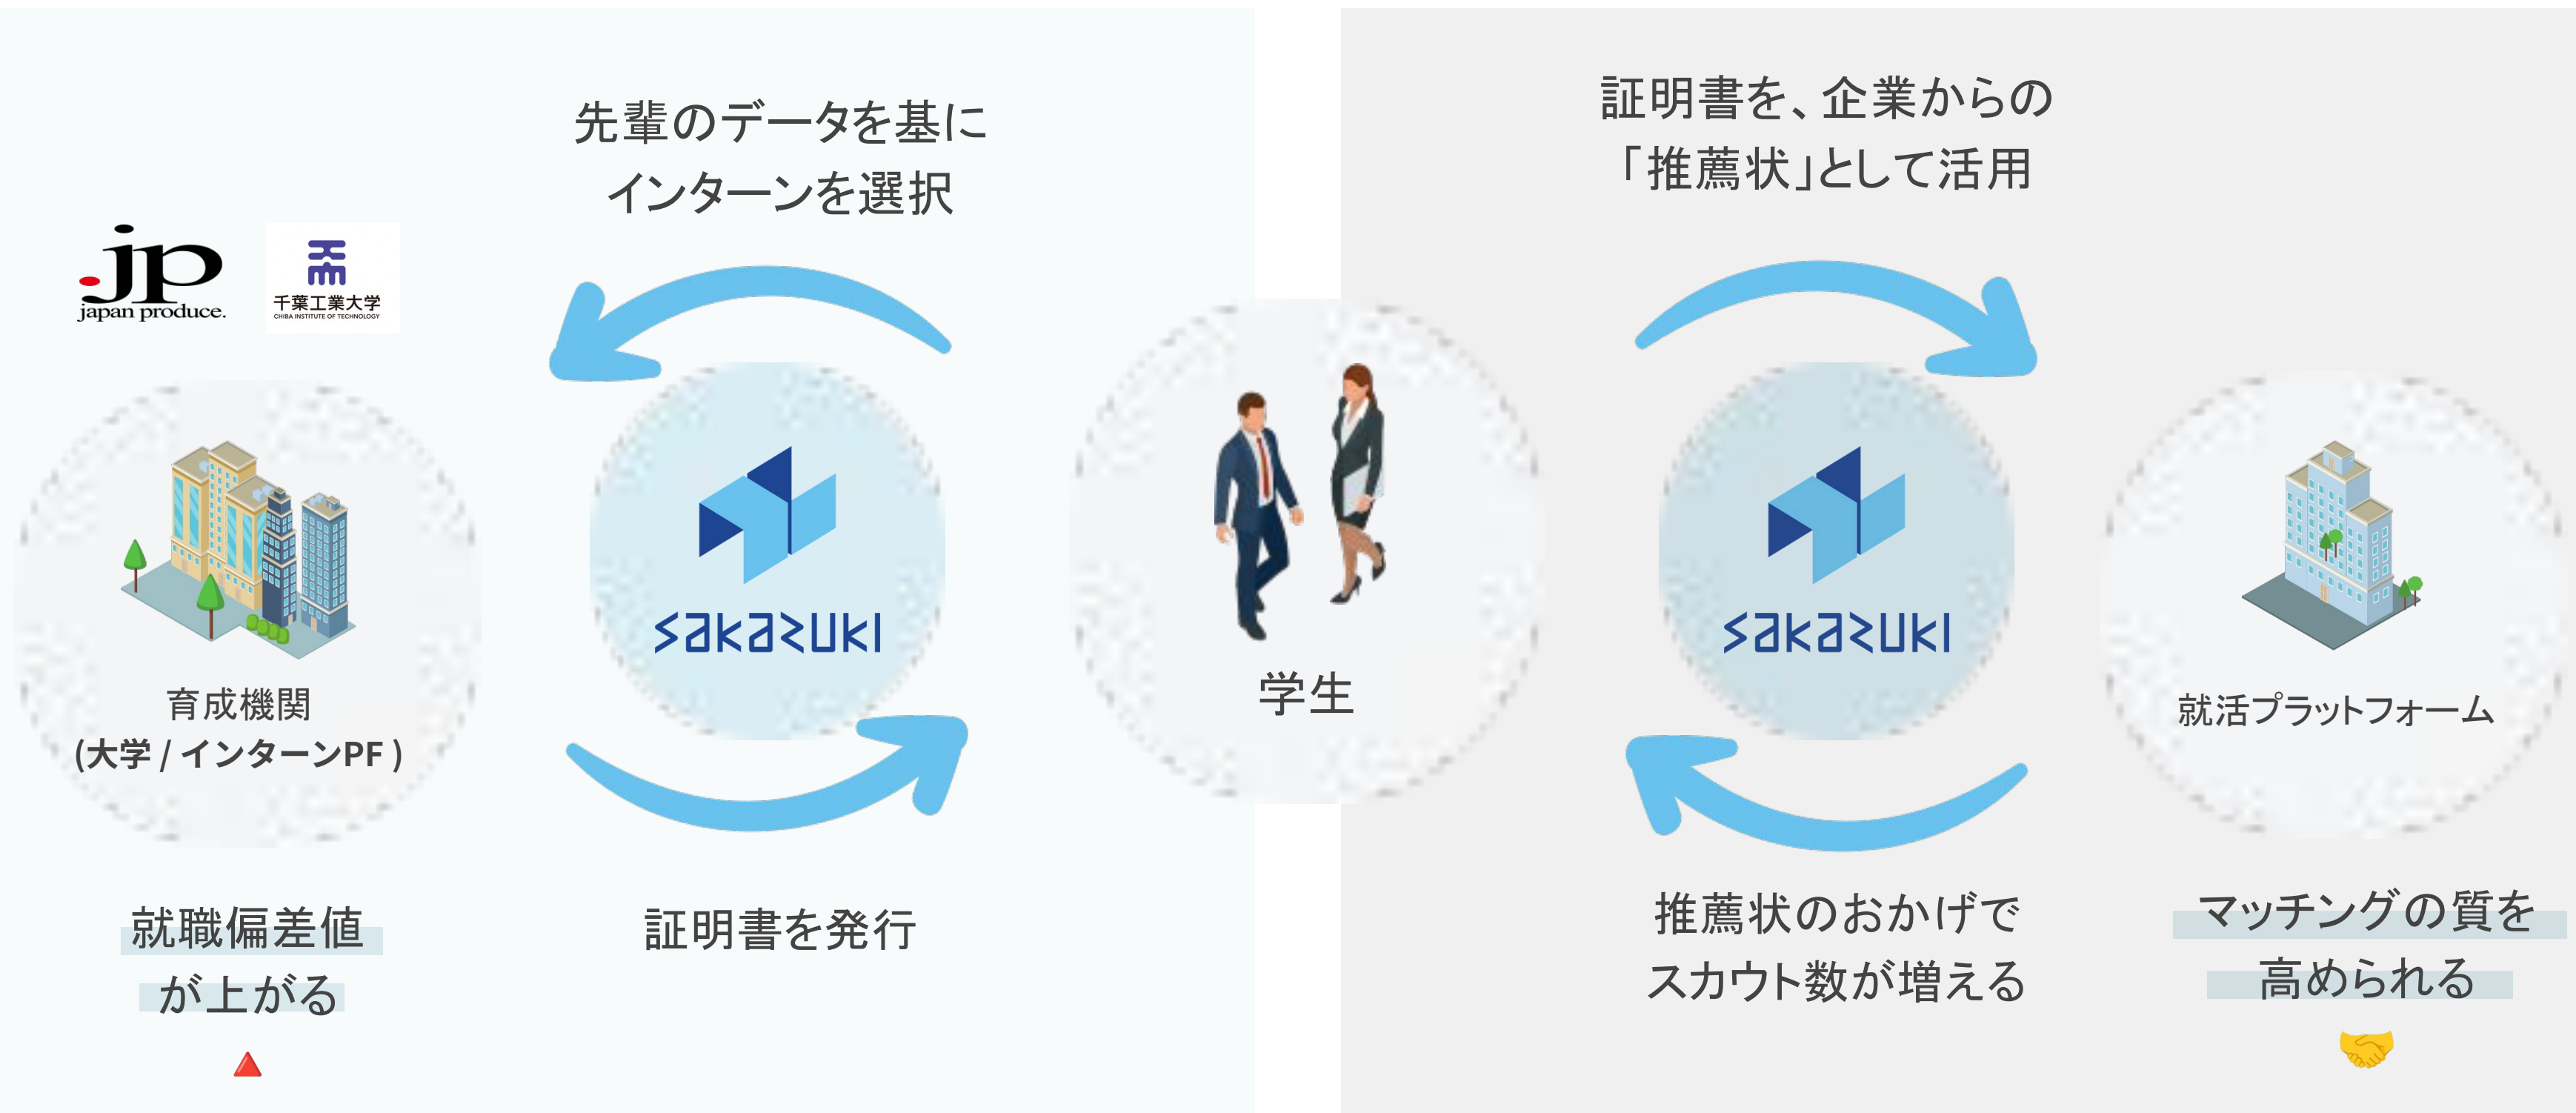 先輩のデータを基に
インターンを選択
証明書を、企業からの
「推薦状」として活用
.jp
japan produce.
千葉工業大学
CHIBA INSTITUTE OF TECHNOLOGY
sakazuki
sakazuki
学生
育成機関
(大学 / インターンPF )
就活プラットフォーム
就職偏差値
が上がる
証明書を発行
推薦状のおかげで
スカウト数が増える
マッチングの質を
高められる